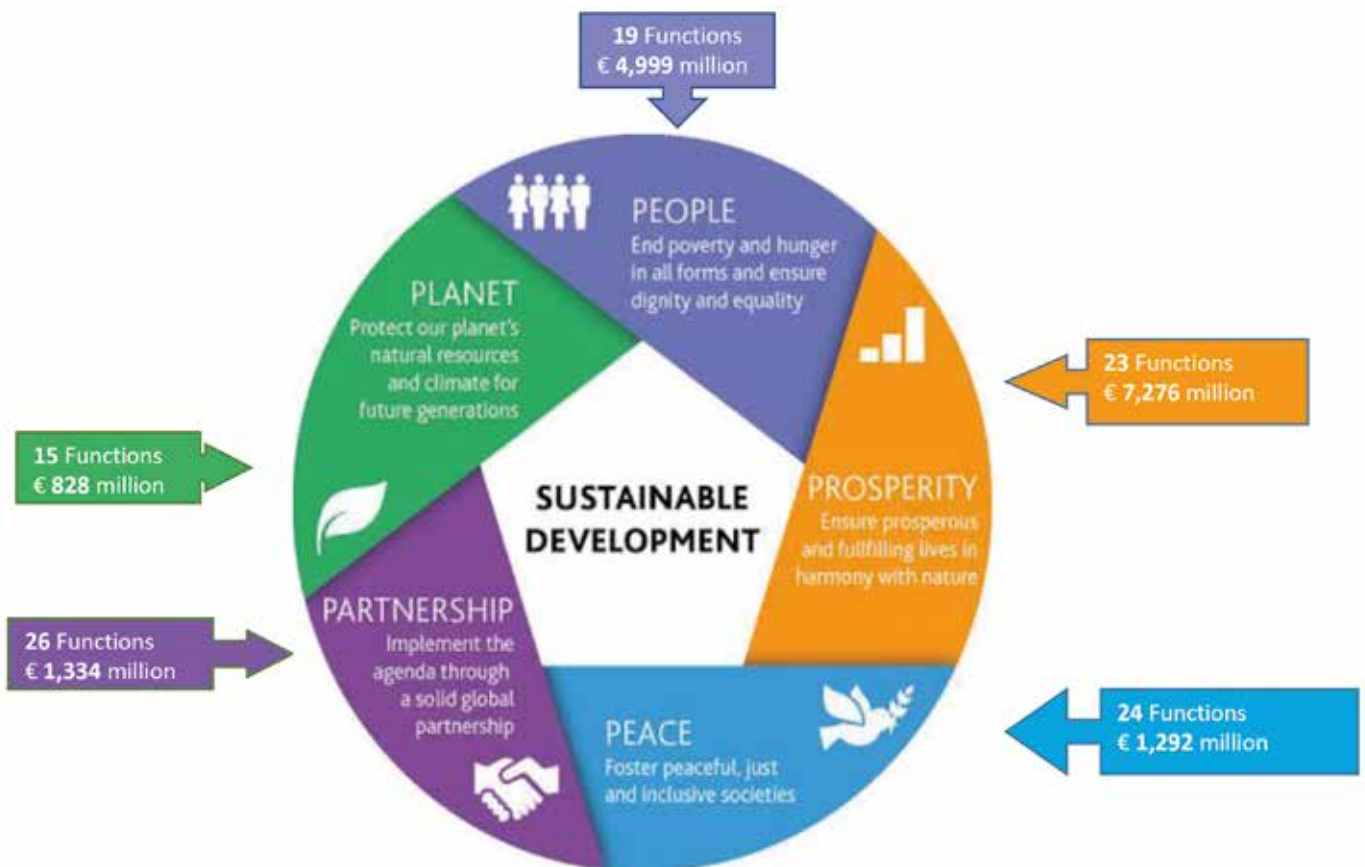 19 Functions
€ 4,999 million
PEOPLE
End poverty and hunger
in all forms and ensure
dignity and equality
PLANET
Protect our planet's
natural resources
and climate for
future generations
23 Functions
€ 7,276 million
15 Functions
€ 828 million
SUSTAINABLE
DEVELOPMENT
PROSPERITY
Ensure prosperous
and fullfilling lives in
harmony with nature
PARTNERSHIP
Implement the
agenda through
a solid global
partnership
26 Functions
€ 1,334 million
PEACE
Foster peaceful, just
and inclusive societies
24 Functions
€ 1,292 million